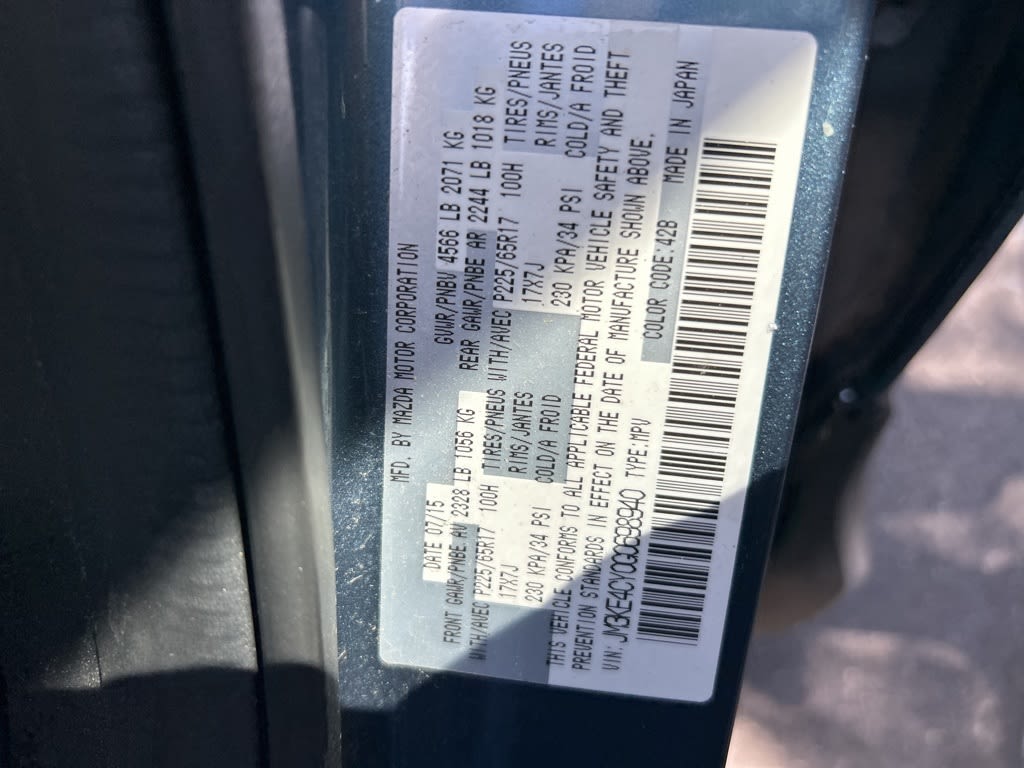 MFD. BY MAZDA MOTOR CORPORATION
DATE 07/15 GVWR/PNBV 4566 LB 2071 KG
FRONT GAWR/PNBE AV 2328 LB 1056 KG REAR GAWR/PNBE AR 2244 LB 1018 KG
WITH/AVEC P225/65R17 100H TIRES/PNEUS WITH/AVEC P225/65R17 100H TIRES/PNEUS
17X7J RIMS/JANTES 17X7J RIMS/JANTES
230 KPA/34 PSI COLD/A FROID 230 KPA/34 PSI COLD/A FROID
THIS VEHICLE CONFORMS TO ALL APPLICABLE FEDERAL MOTOR VEHICLE SAFETY AND THEFT
PREVENTION STANDARDS IN EFFECT ON THE DATE OF MANUFACTURE SHOWN ABOVE.
VIN: JM3KE4CY0G0698940 TYPE:MPV COLOR CODE:42B MADE IN JAPAN